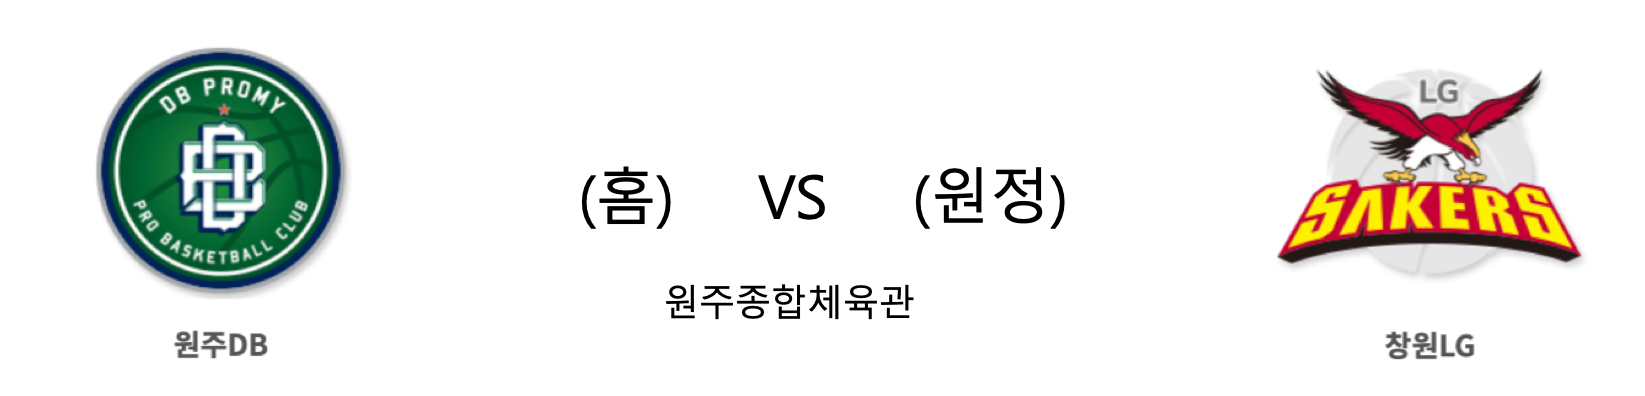 DB PROMY
DB
PRO BASKETBALL CLUB
원주DB
(홈) VS (원정)
원주종합체육관
LG
SAKERS
창원LG